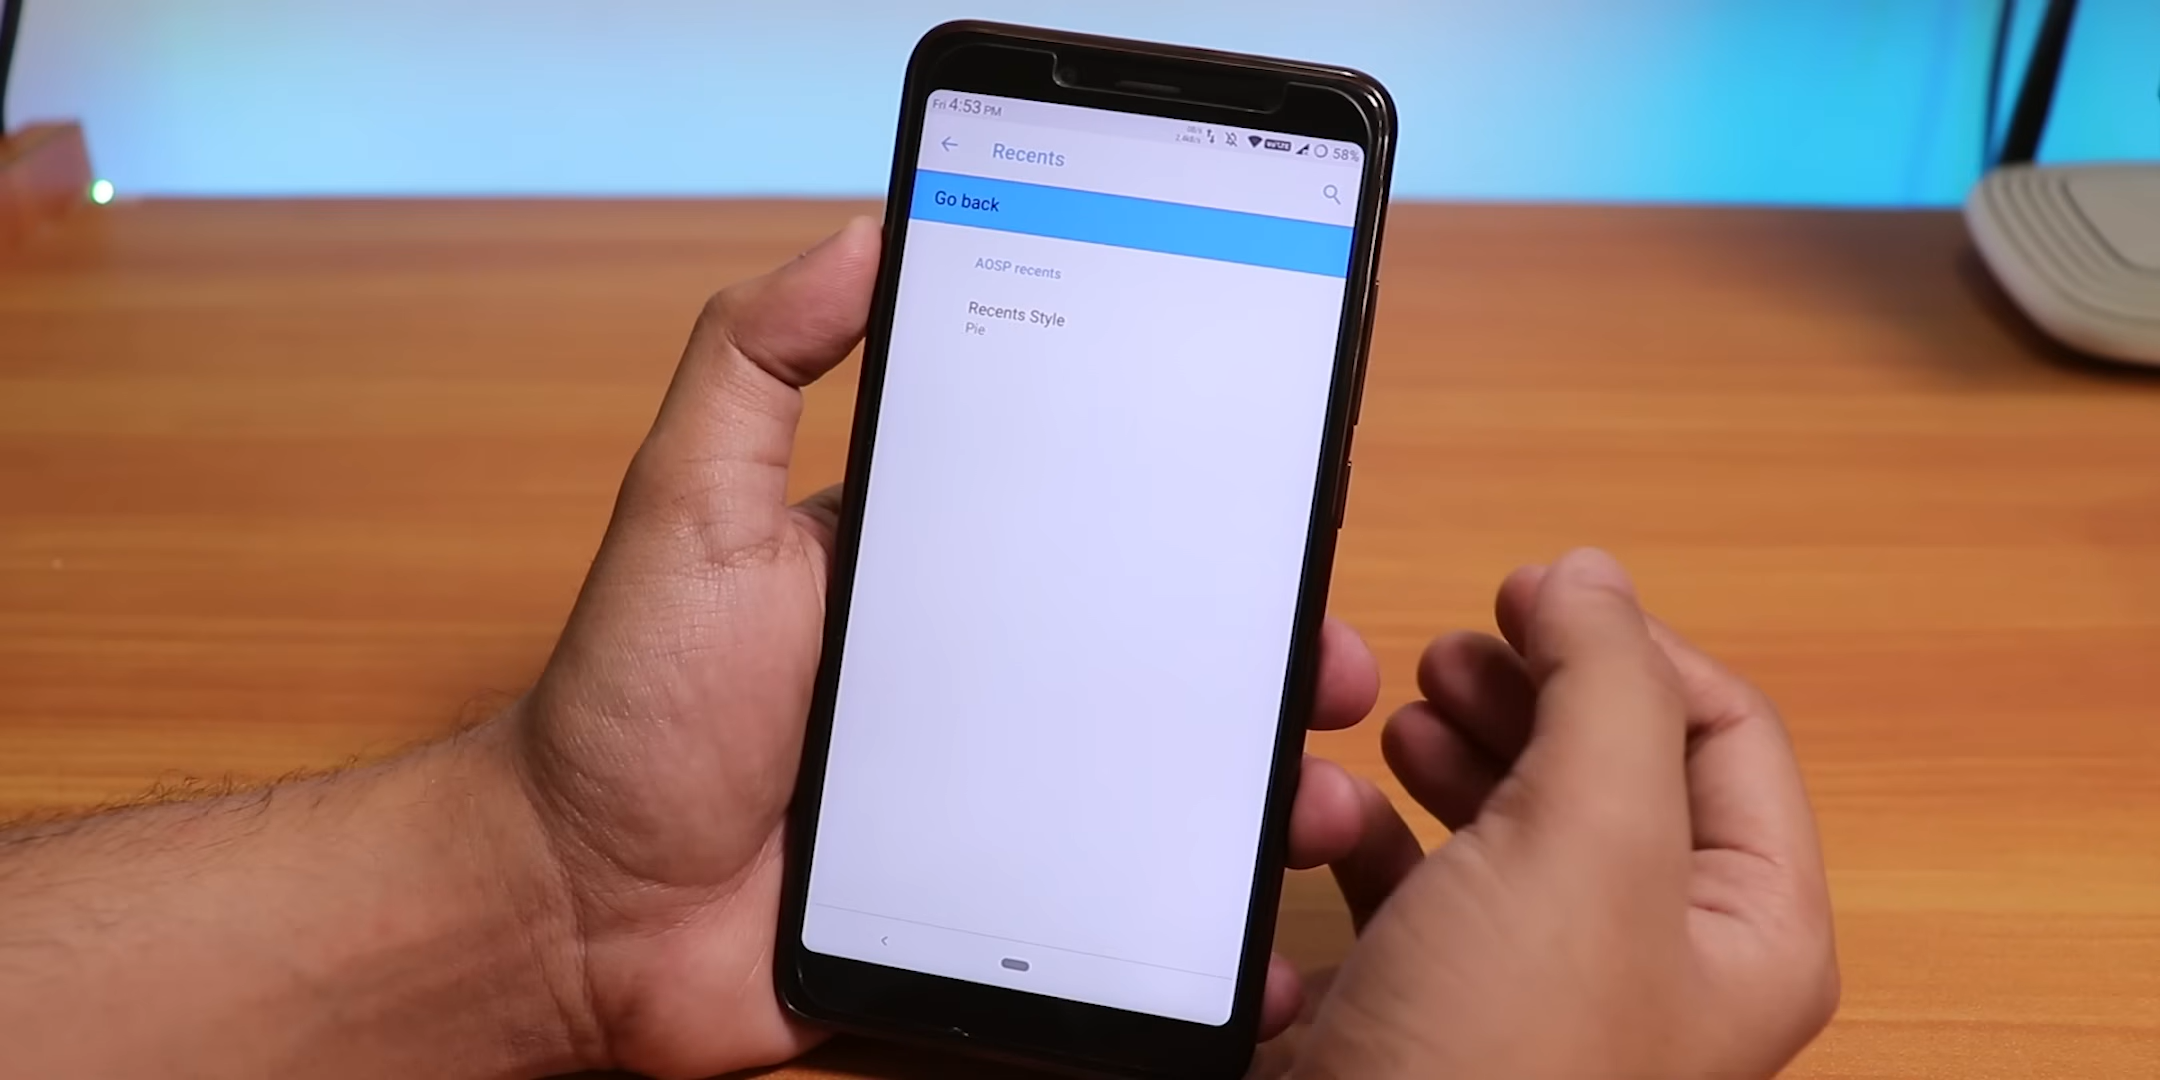 Fri 4:53 PM
58%
Recents
Go back
AOSP recents
Recents Style
Pie